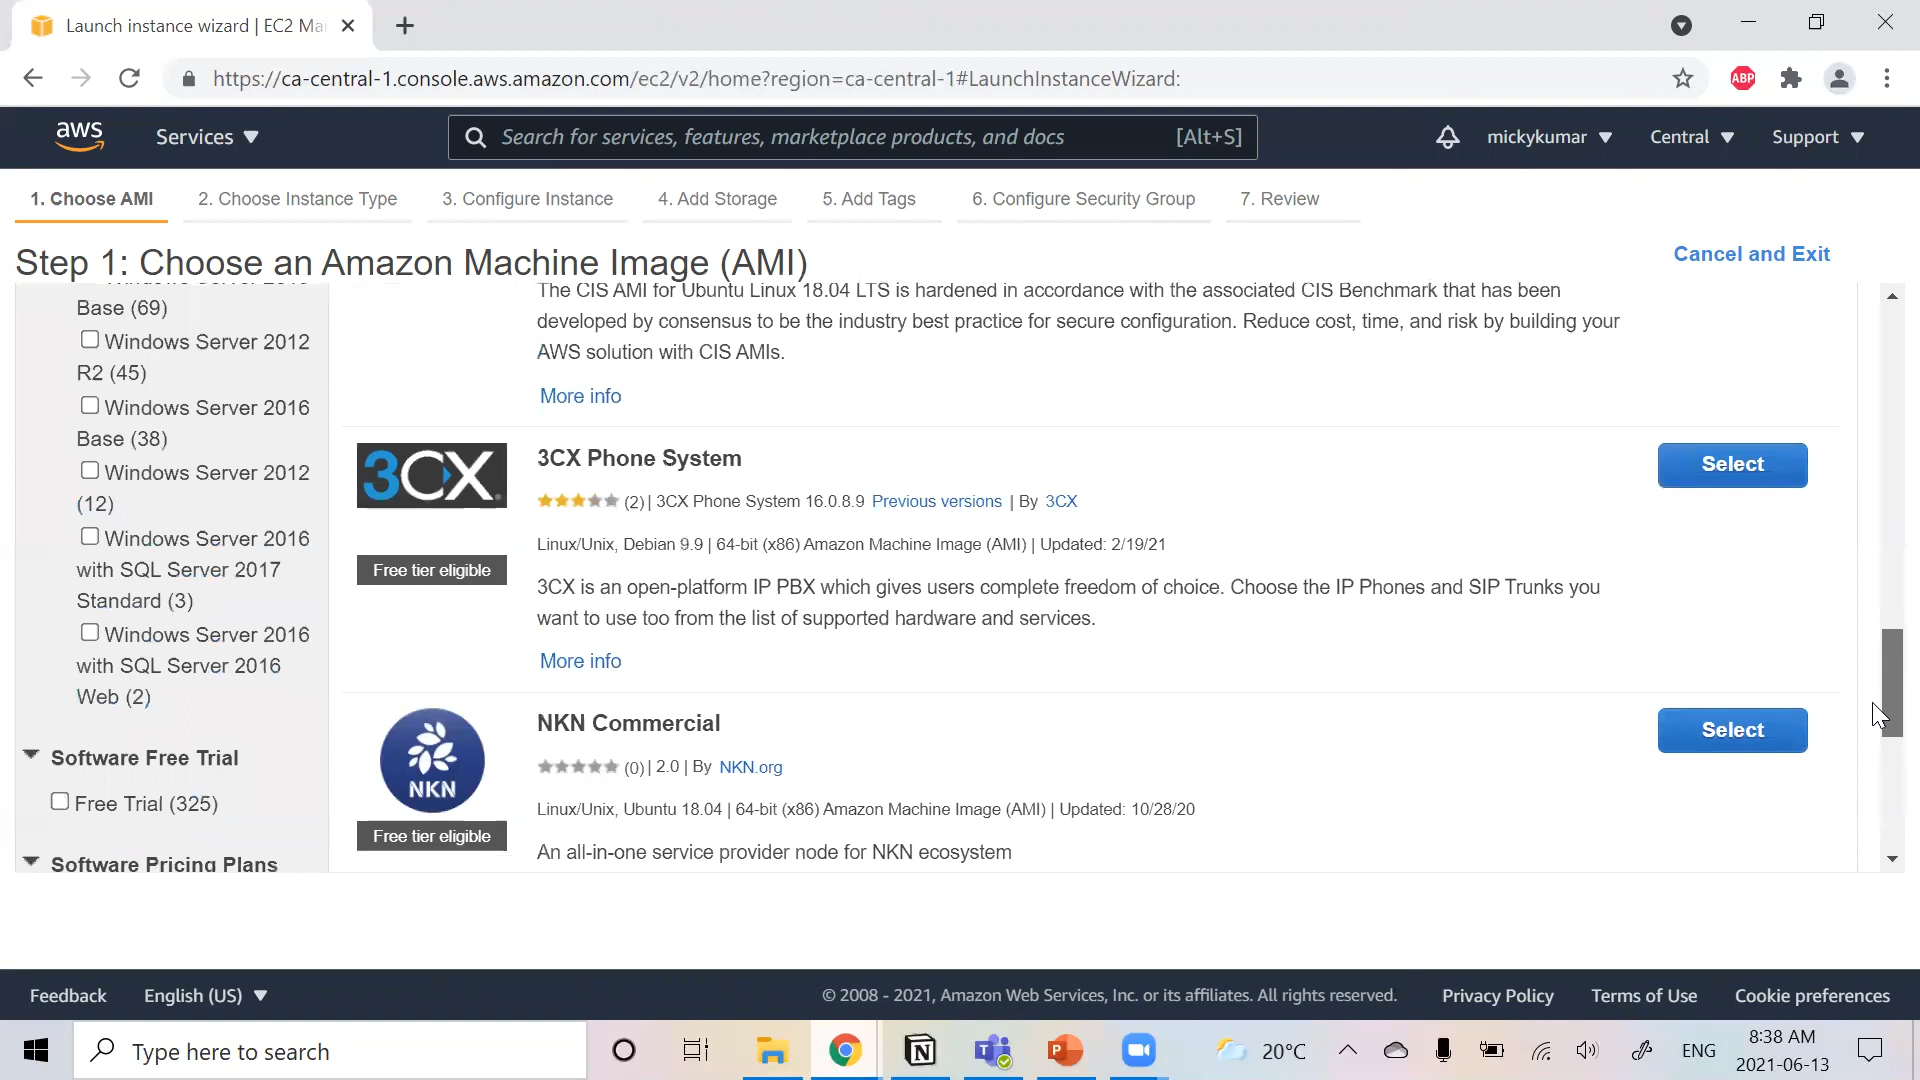 Launch instance wizard | EC2 Ma
https://ca-central-1.console.aws.amazon.com/ec2/v2/home?region=ca-central-1#LaunchInstanceWizard:
ABP
aws
Services
Search for services, features, marketplace products, and docs
[Alt+S]
mickykumar
Central
Support
1. Choose AMI
2. Choose Instance Type
3. Configure Instance
4. Add Storage
5. Add Tags
6. Configure Security Group
7. Review
Step 1: Choose an Amazon Machine Image (AMI)
Cancel and Exit
Base (69)
Windows Server 2012
R2 (45)
Windows Server 2016
Base (38)
Windows Server 2012
(12)
Windows Server 2016
with SQL Server 2017
Standard (3)
Windows Server 2016
with SQL Server 2016
Web (2)
Software Free Trial
Free Trial (325)
Software Pricing Plans
The CIS AMI for Ubuntu Linux 18.04 LTS is hardened in accordance with the associated CIS Benchmark that has been
developed by consensus to be the industry best practice for secure configuration. Reduce cost, time, and risk by building your
AWS solution with CIS AMIs.
More info
3CX
Free tier eligible
3CX Phone System
(2) | 3CX Phone System 16.0.8.9 Previous versions | By 3CX
Linux/Unix, Debian 9.9 | 64-bit (x86) Amazon Machine Image (AMI) | Updated: 2/19/21
3CX is an open-platform IP PBX which gives users complete freedom of choice. Choose the IP Phones and SIP Trunks you
want to use too from the list of supported hardware and services.
More info
Select
NKN
Free tier eligible
NKN Commercial
(0) | 2.0 | By NKN.org
Linux/Unix, Ubuntu 18.04 | 64-bit (x86) Amazon Machine Image (AMI) | Updated: 10/28/20
An all-in-one service provider node for NKN ecosystem
Select
Feedback
English (US)
© 2008 - 2021, Amazon Web Services, Inc. or its affiliates. All rights reserved.
Privacy Policy
Terms of Use
Cookie preferences
Type here to search
20°C
ENG
8:38 AM
2021-06-13